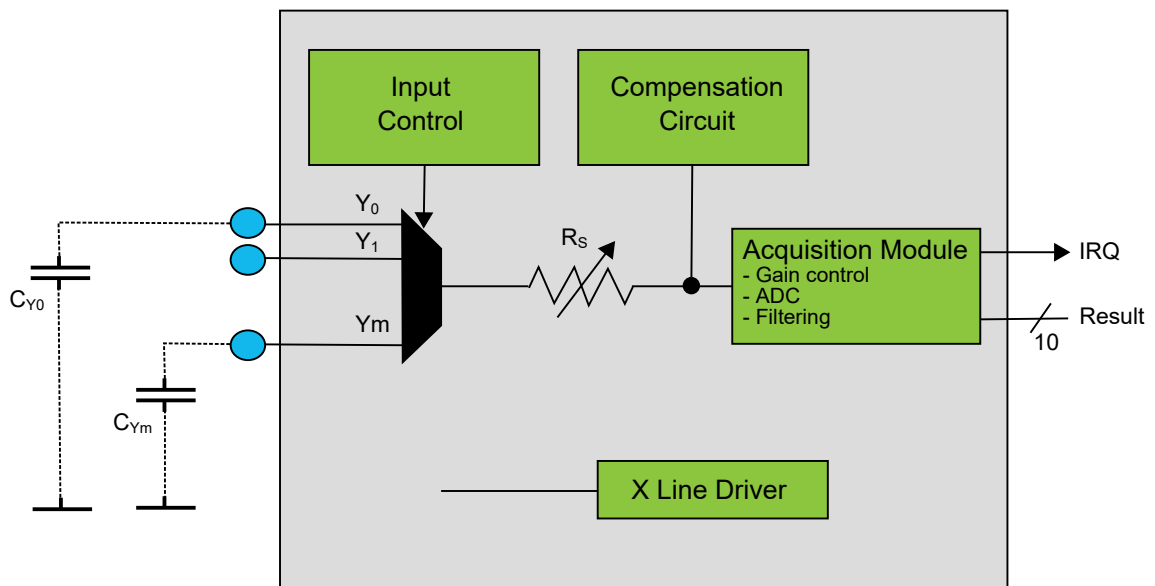 Input
Control
Compensation
Circuit
Y0
Y1
Ym
RS
Acquisition Module
- Gain control
- ADC
- Filtering
IRQ
Result
10
CY0
CYm
X Line Driver